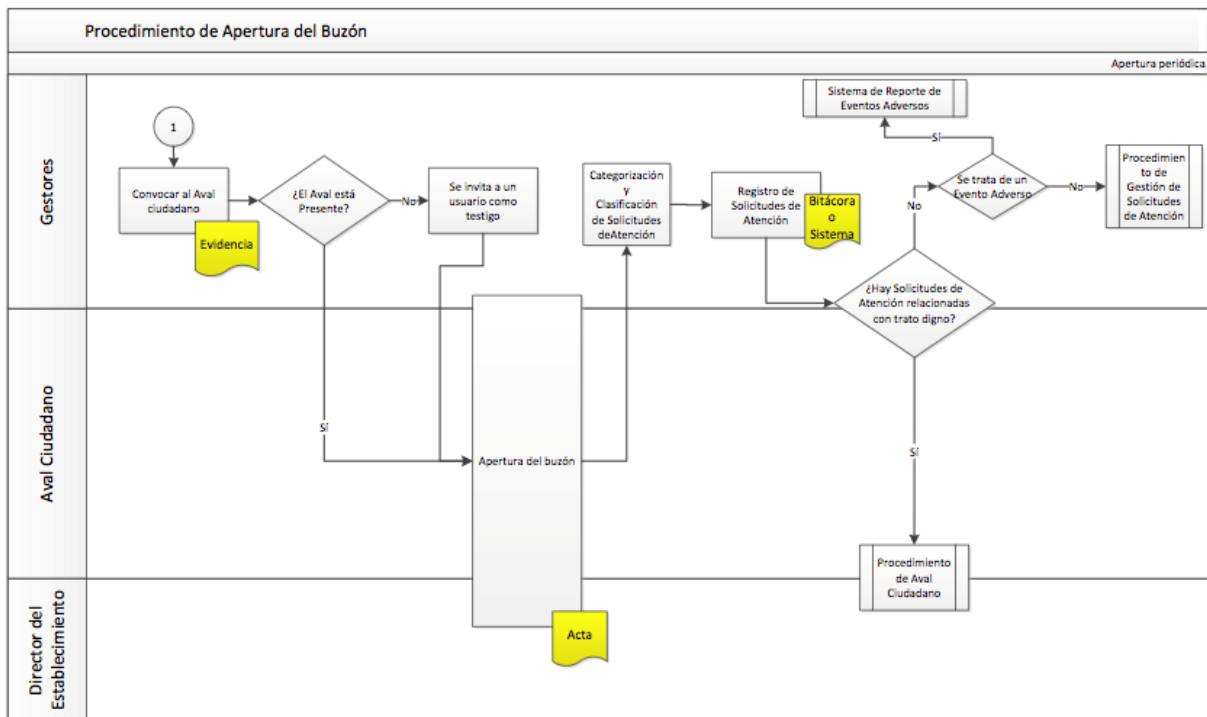 Procedimiento de Apertura del Buzón
Apertura periódica
Gestores
1
Convocar al Aval
ciudadano
Evidencia
¿El Aval está
Presente?
No
Se invita a un
usuario como
testigo
Sí
Categorización
y
Clasificación
de Solicitudes
deAtención
Registro de
Solicitudes de
Atención
Bitácora
o
Sistema
Sistema de Reporte de
Eventos Adversos
Sí
Se trata de un
Evento Adverso
No
Procedimien
to de
Gestión de
Solicitudes
de Atención
No
¿Hay Solicitudes de
Atención relacionadas
con trato digno?
Sí
Aval Ciudadano
Apertura del buzón
Procedimiento
de Aval
Ciudadano
Director del
Establecimiento
Acta